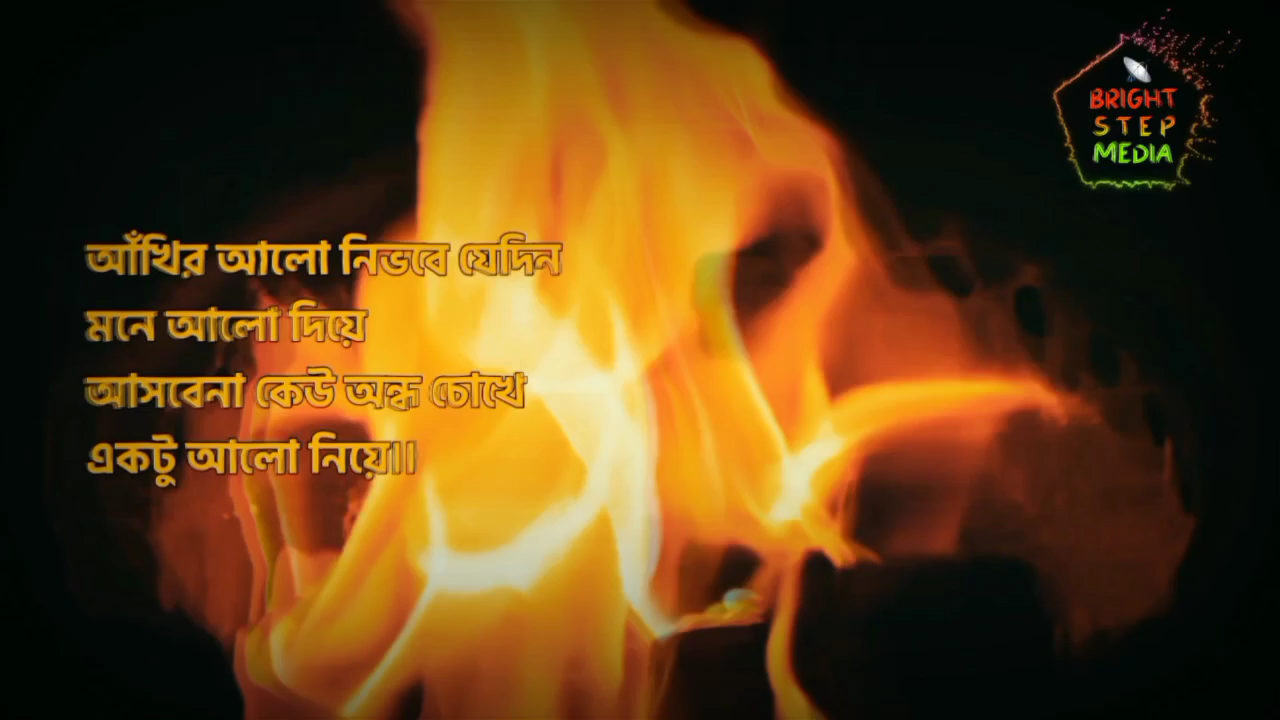 আঁখির আলো নিভবে যেদিন
মনে আলো দিয়ে
আসবেনা কেউ অন্ধ চোখে
একটু আলো নিয়ে॥
BRIGHT
STEP
MEDIA